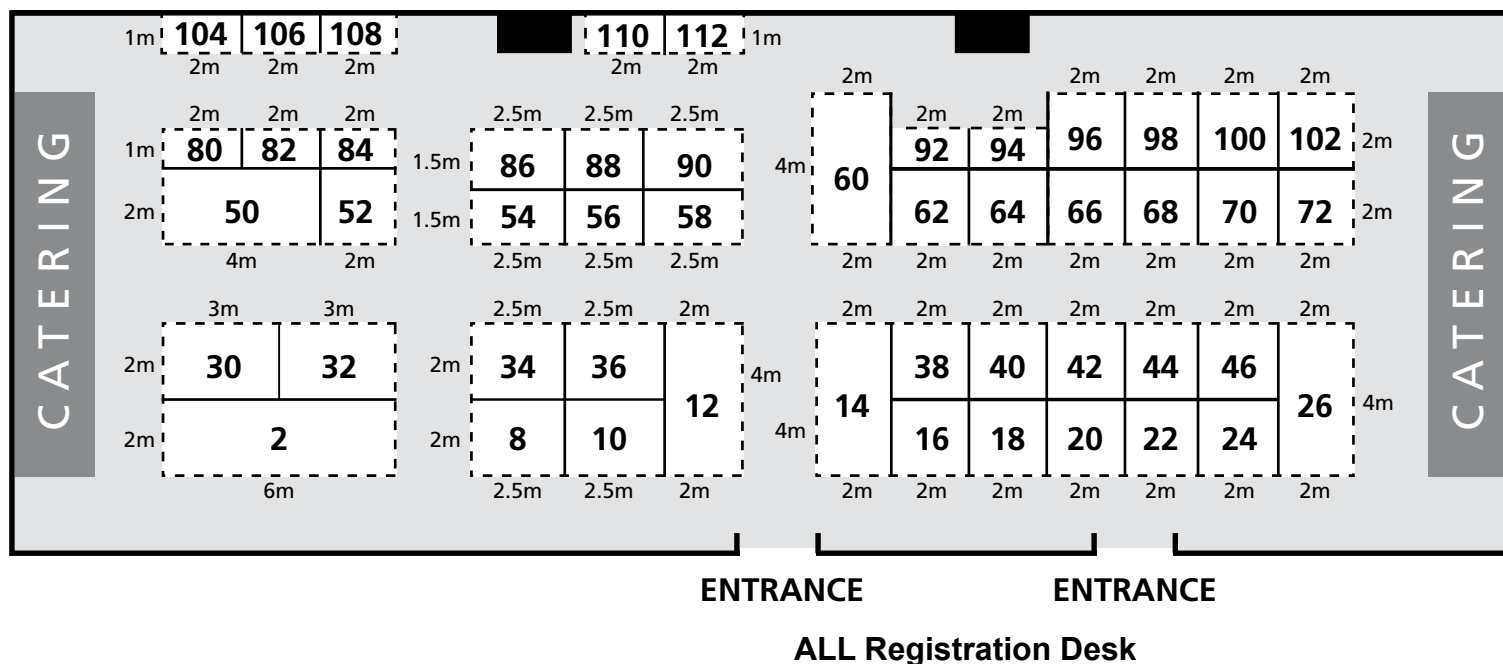 1m 104 106 108 110 112 1m
2m 2m 2m 2m 2m
2m 2m 2m 2m 2m
2m 2m 2m 2.5m 2.5m 2.5m 2m 2m
1m 80 82 84 1.5m 86 88 90 4m 60 92 94 96 98 100 102 2m
2m 50 52 1.5m 54 56 58 62 64 66 68 70 72 2m
4m 2m 2.5m 2.5m 2.5m 2m 2m 2m 2m 2m 2m 2m
CATERING
CATERING
3m 3m 2.5m 2.5m 2m 2m 2m 2m 2m 2m 2m 2m
2m 30 32 2m 34 36 4m 38 40 42 44 46
12 14 26 4m
2m 2 2m 8 10 4m 16 18 20 22 24
6m 2.5m 2.5m 2m 2m 2m 2m 2m 2m 2m 2m
ENTRANCE ENTRANCE
ALL Registration Desk